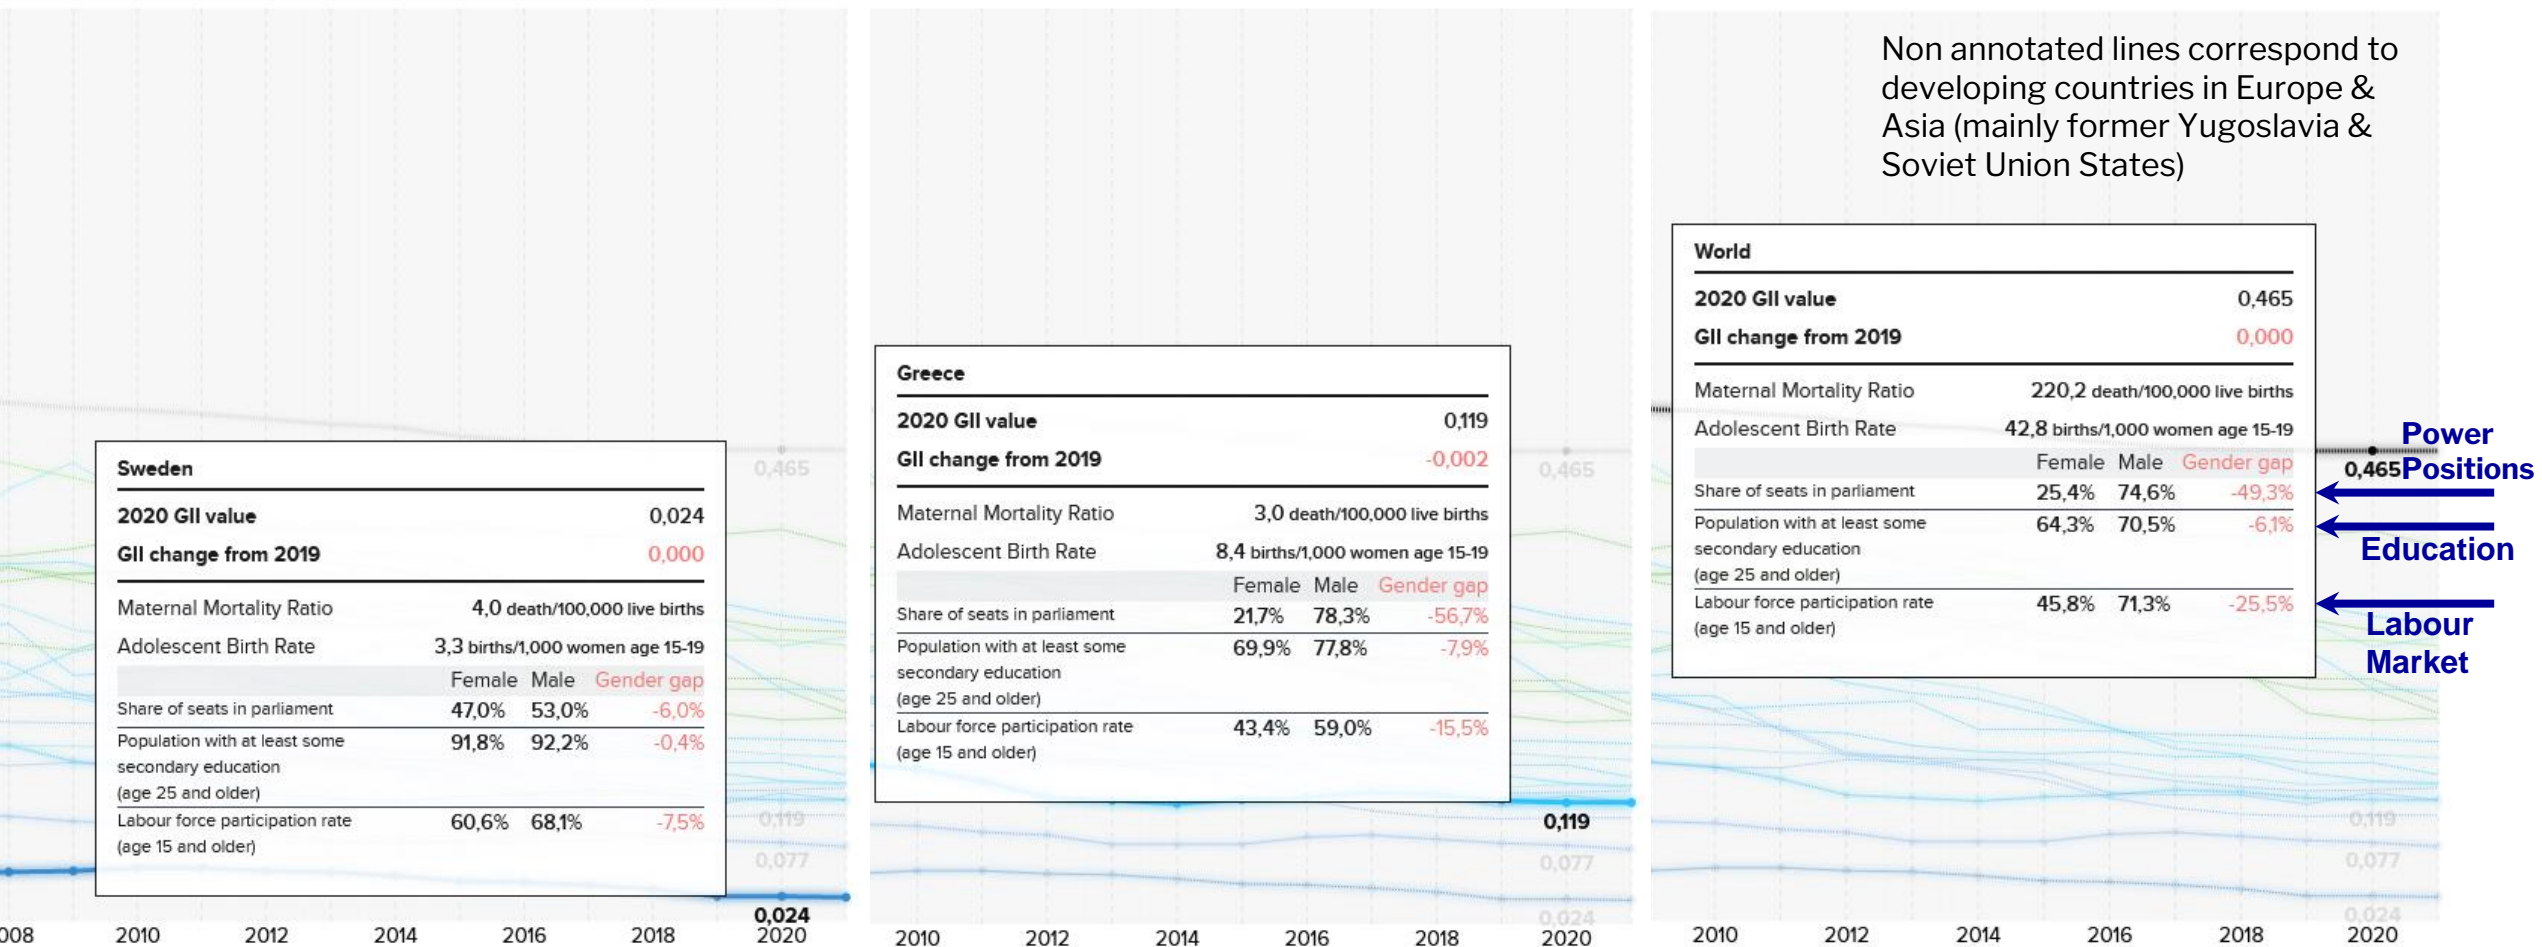 Non annotated lines correspond to
developing countries in Europe &
Asia (mainly former Yugoslavia &
Soviet Union States)
Sweden
2020 GII value 0,024
GII change from 2019 0,000
Maternal Mortality Ratio 4,0 death/100,000 live births
Adolescent Birth Rate 3,3 births/1,000 women age 15-19
Female Male Gender gap
Share of seats in parliament 47,0% 53,0% -6,0%
Population with at least some 91,8% 92,2% -0,4%
secondary education
(age 25 and older)
Labour force participation rate 60,6% 68,1% -7,5%
(age 15 and older)
0,465
0,119
0,077
0,024
008 2010 2012 2014 2016 2018 2020
Greece
2020 GII value 0,119
GII change from 2019 -0,002
Maternal Mortality Ratio 3,0 death/100,000 live births
Adolescent Birth Rate 8,4 births/1,000 women age 15-19
Female Male Gender gap
Share of seats in parliament 21,7% 78,3% -56,7%
Population with at least some 69,9% 77,8% -7,9%
secondary education
(age 25 and older)
Labour force participation rate 43,4% 59,0% -15,5%
(age 15 and older)
0,465
0,119
0,077
0,024
2010 2012 2014 2016 2018 2020
World
2020 GII value 0,465
GII change from 2019 0,000
Maternal Mortality Ratio 220,2 death/100,000 live births
Adolescent Birth Rate 42,8 births/1,000 women age 15-19
Female Male Gender gap
Share of seats in parliament 25,4% 74,6% -49,3%
Population with at least some 64,3% 70,5% -6,1%
secondary education
(age 25 and older)
Labour force participation rate 45,8% 71,3% -25,5%
(age 15 and older)
0,465
Power
Positions
Education
Labour
Market
0,119
0,077
0,024
2010 2012 2014 2016 2018 2020